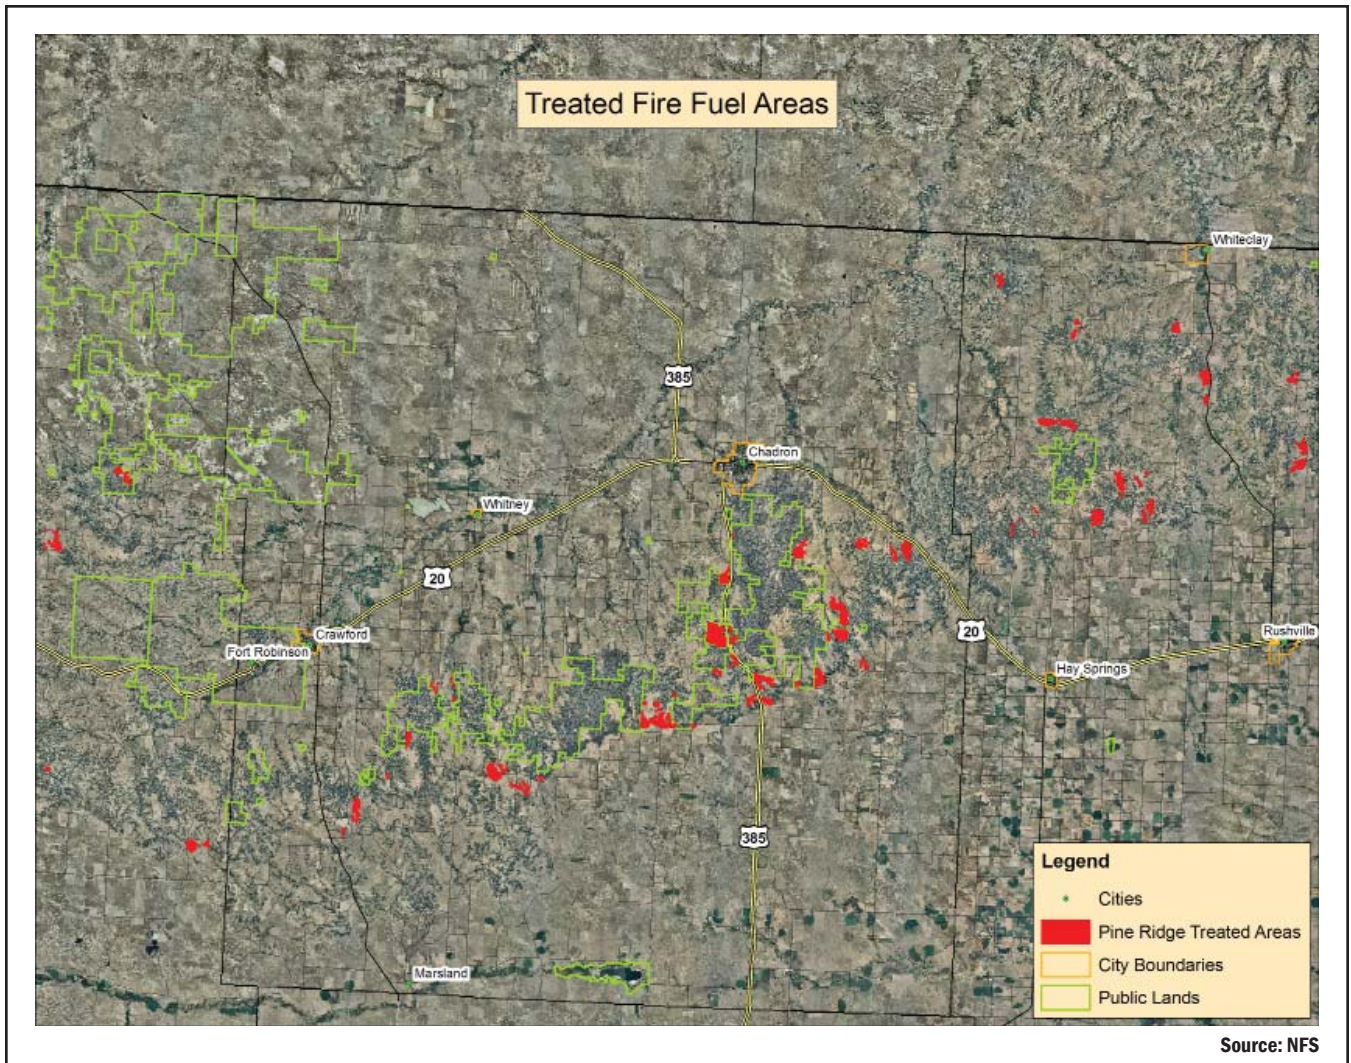 Treated Fire Fuel Areas
Whiteclay
385
Chadron
Whitney
20
Crawford
Fort Robinson
20
Rushville
Hay Springs
385
Marsland
Legend
Cities
Pine Ridge Treated Areas
City Boundaries
Public Lands
Source: NFS